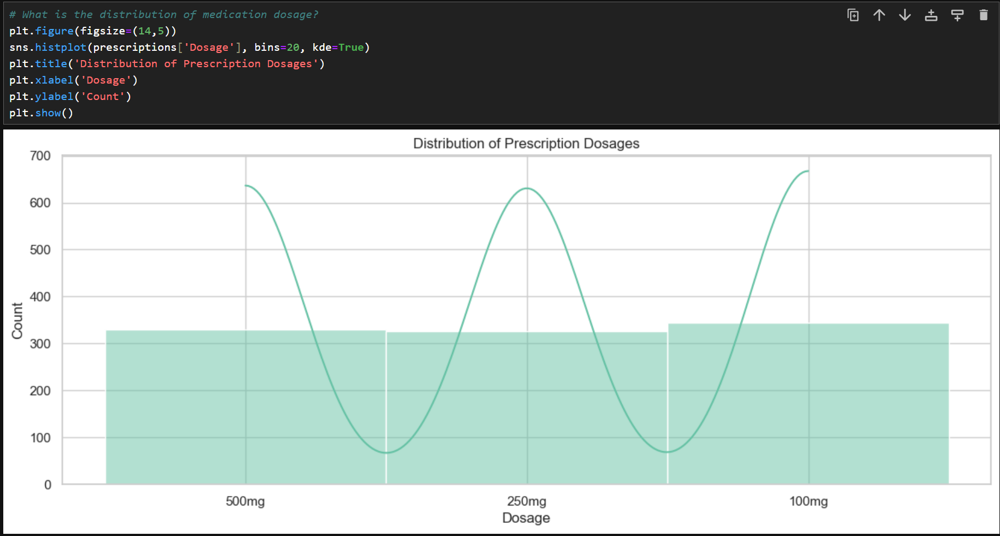 # What is the distribution of medication dosage?
plt.figure(figsize=(14,5))
sns.histplot(prescriptions['Dosage'], bins=20, kde=True)
plt.title('Distribution of Prescription Dosages')
plt.xlabel('Dosage')
plt.ylabel('Count')
plt.show()
Distribution of Prescription Dosages
700
600
500
400
300
200
100
0
Count
500mg 250mg 100mg
Dosage